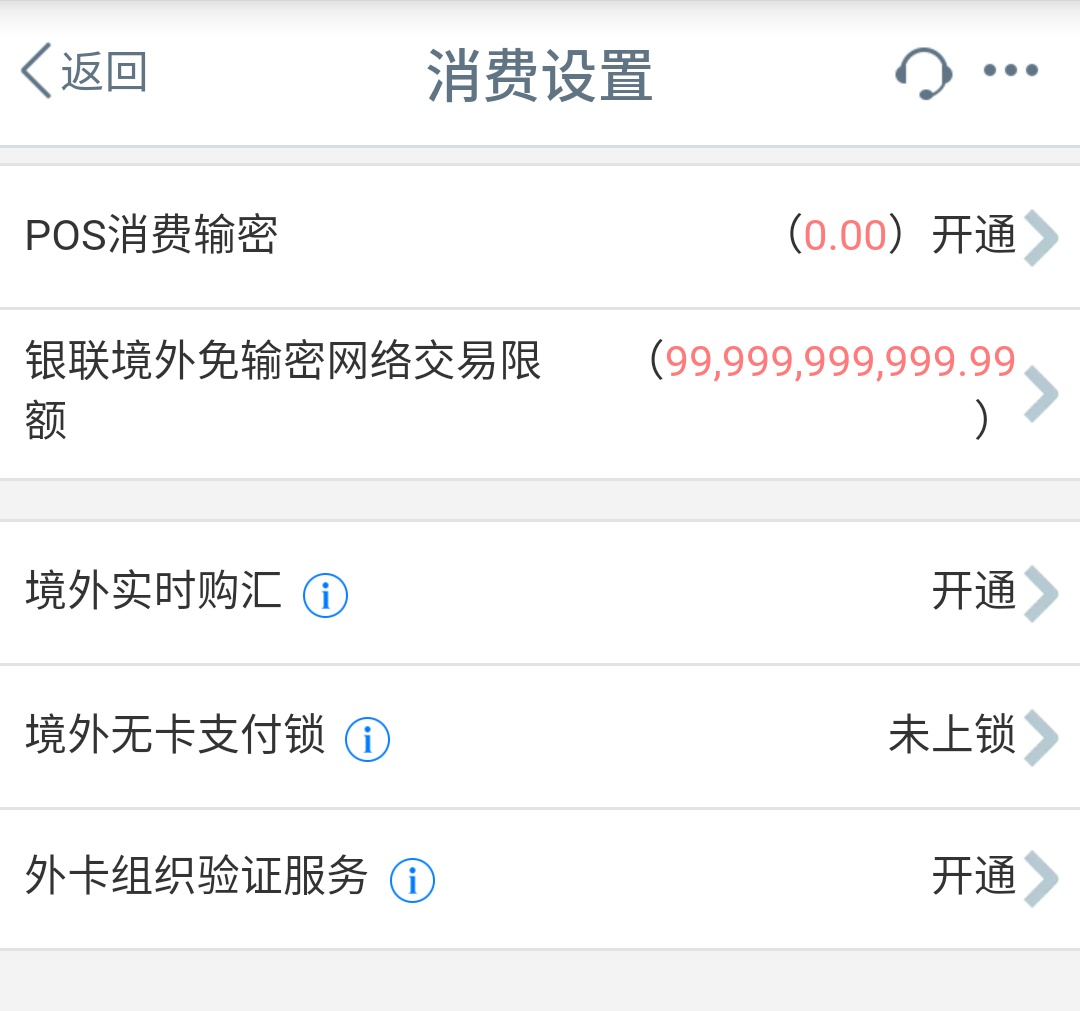 返回
消费设置
POS消费输密
（0.00）开通
银联境外免输密网络交易限
额
（99,999,999,999.99
）
境外实时购汇
开通
境外无卡支付锁
未上锁
外卡组织验证服务
开通